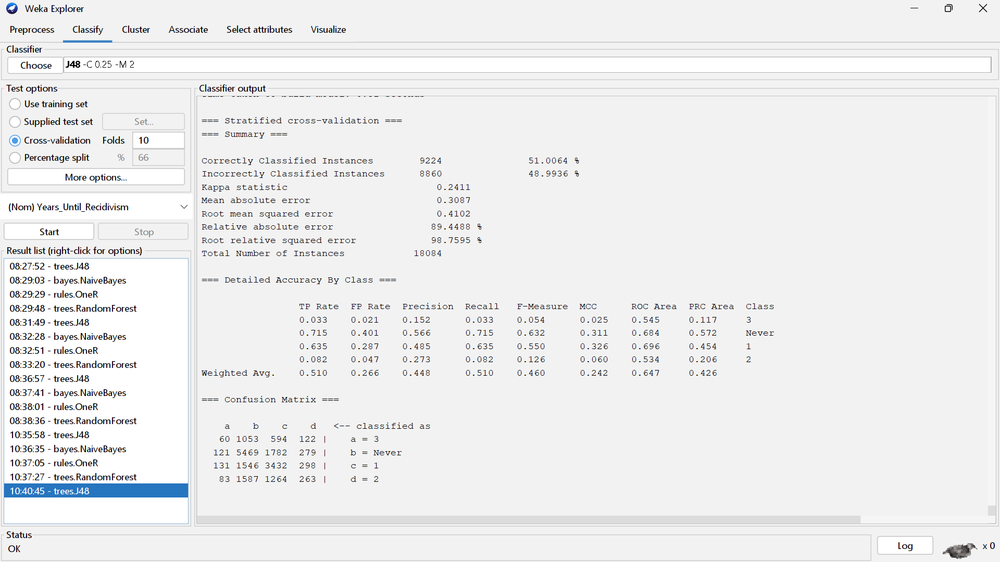 Weka Explorer
Preprocess Classify Cluster Associate Select attributes Visualize
Classifier
Choose J48 -C 0.25 -M 2
Test options
Use training set
Supplied test set Set...
Cross-validation Folds 10
Percentage split % 66
More options...
(Nom) Years_Until_Recidivism
Start Stop
Result list (right-click for options)
08:27:52 - trees.J48
08:29:03 - bayes.NaiveBayes
08:29:29 - rules.OneR
08:29:48 - trees.RandomForest
08:31:49 - trees.J48
08:32:28 - bayes.NaiveBayes
08:32:51 - rules.OneR
08:33:20 - trees.RandomForest
08:36:57 - trees.J48
08:37:41 - bayes.NaiveBayes
08:38:01 - rules.OneR
08:38:36 - trees.RandomForest
10:35:58 - trees.J48
10:36:35 - bayes.NaiveBayes
10:37:05 - rules.OneR
10:37:27 - trees.RandomForest
10:40:45 - trees.J48
Classifier output
=== Stratified cross-validation ===
=== Summary ===
Correctly Classified Instances 9224 51.0064 %
Incorrectly Classified Instances 8860 48.9936 %
Kappa statistic 0.2411
Mean absolute error 0.3087
Root mean squared error 0.4102
Relative absolute error 89.4488 %
Root relative squared error 98.7595 %
Total Number of Instances 18084
=== Detailed Accuracy By Class ===
TP Rate FP Rate Precision Recall F-Measure MCC ROC Area PRC Area Class
0.033 0.021 0.152 0.033 0.054 0.025 0.545 0.117 3
0.715 0.401 0.566 0.715 0.632 0.311 0.684 0.572 Never
0.635 0.287 0.485 0.635 0.550 0.326 0.696 0.454 1
0.082 0.047 0.273 0.082 0.126 0.060 0.534 0.206 2
Weighted Avg. 0.510 0.266 0.448 0.510 0.460 0.242 0.647 0.426
=== Confusion Matrix ===
a b c d <-- classified as
60 1053 594 122 | a = 3
121 5469 1782 279 | b = Never
131 1546 3432 298 | c = 1
83 1587 1264 263 | d = 2
Status
OK
Log x 0